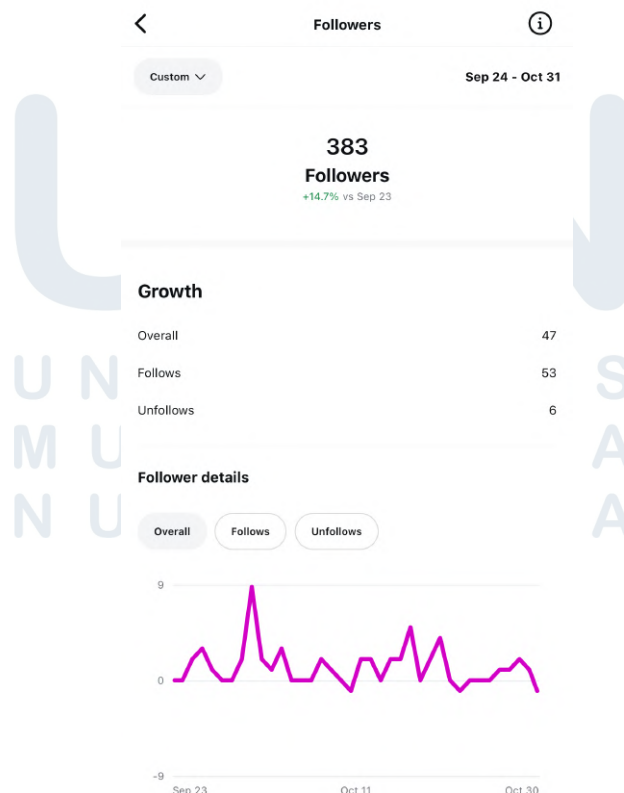 Followers
Custom
Sep 24 - Oct 31
383
Followers
+14.7% vs Sep 23
Growth
Overall 47
Follows 53
Unfollows 6
Follower details
Overall Follows Unfollows
9
0
-9
Sep 23 Oct 11 Oct 30
U N S
M U A
N U A